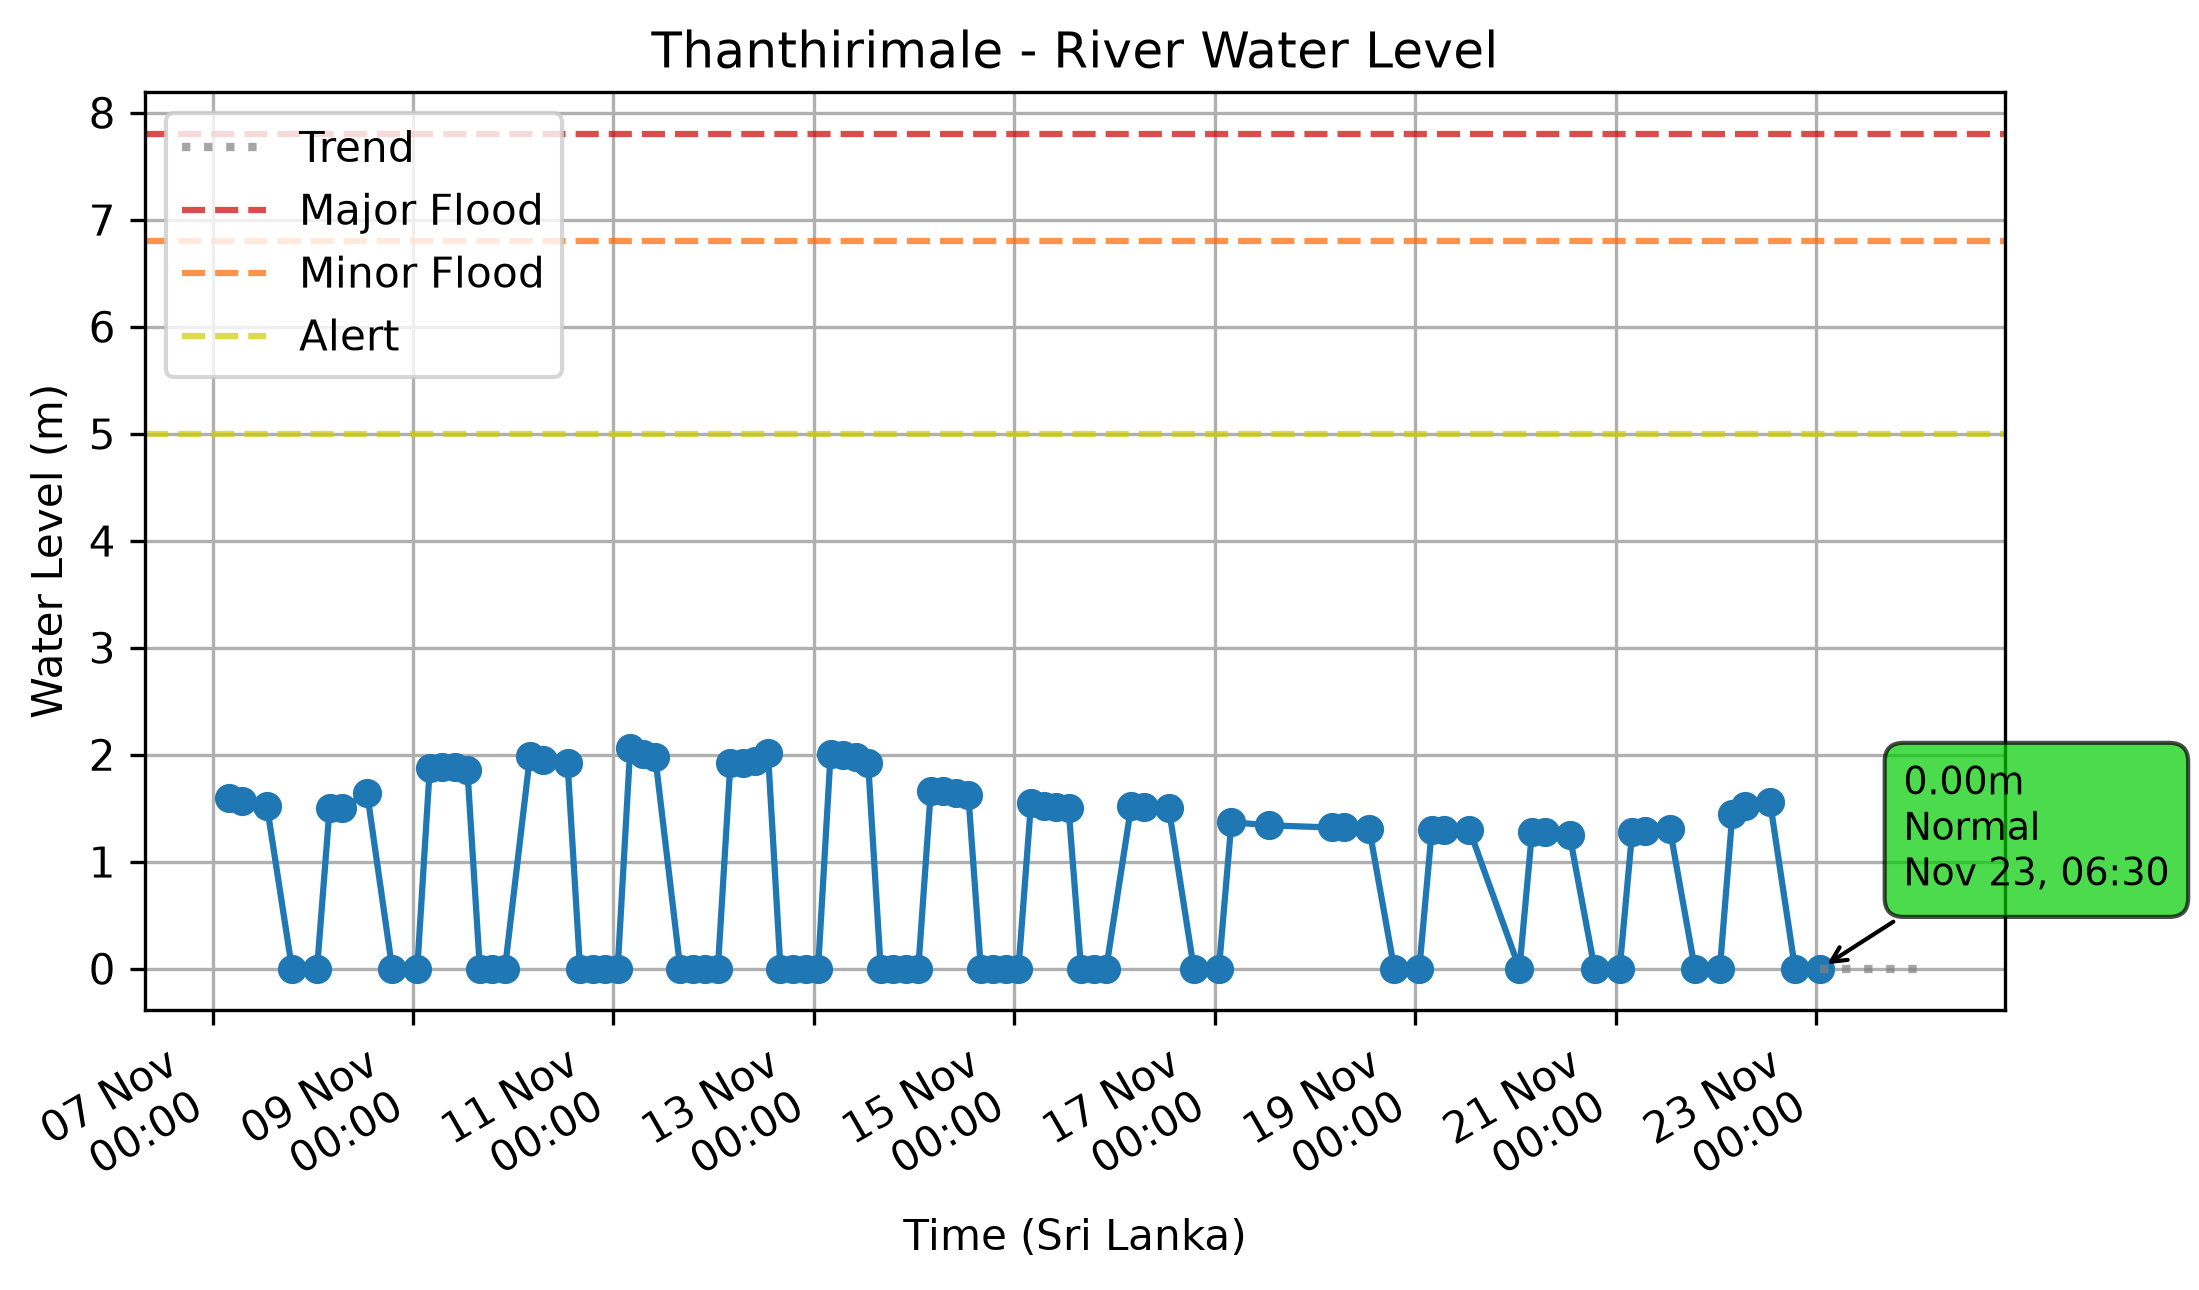 Thanthirimale - River Water Level
8
7
6
5
4
3
2
1
0
Water Level (m)
Trend
Major Flood
Minor Flood
Alert
0.00m
Normal
Nov 23, 06:30
07 Nov
00:00
09 Nov
00:00
11 Nov
00:00
13 Nov
00:00
15 Nov
00:00
17 Nov
00:00
19 Nov
00:00
21 Nov
00:00
23 Nov
00:00
Time (Sri Lanka)